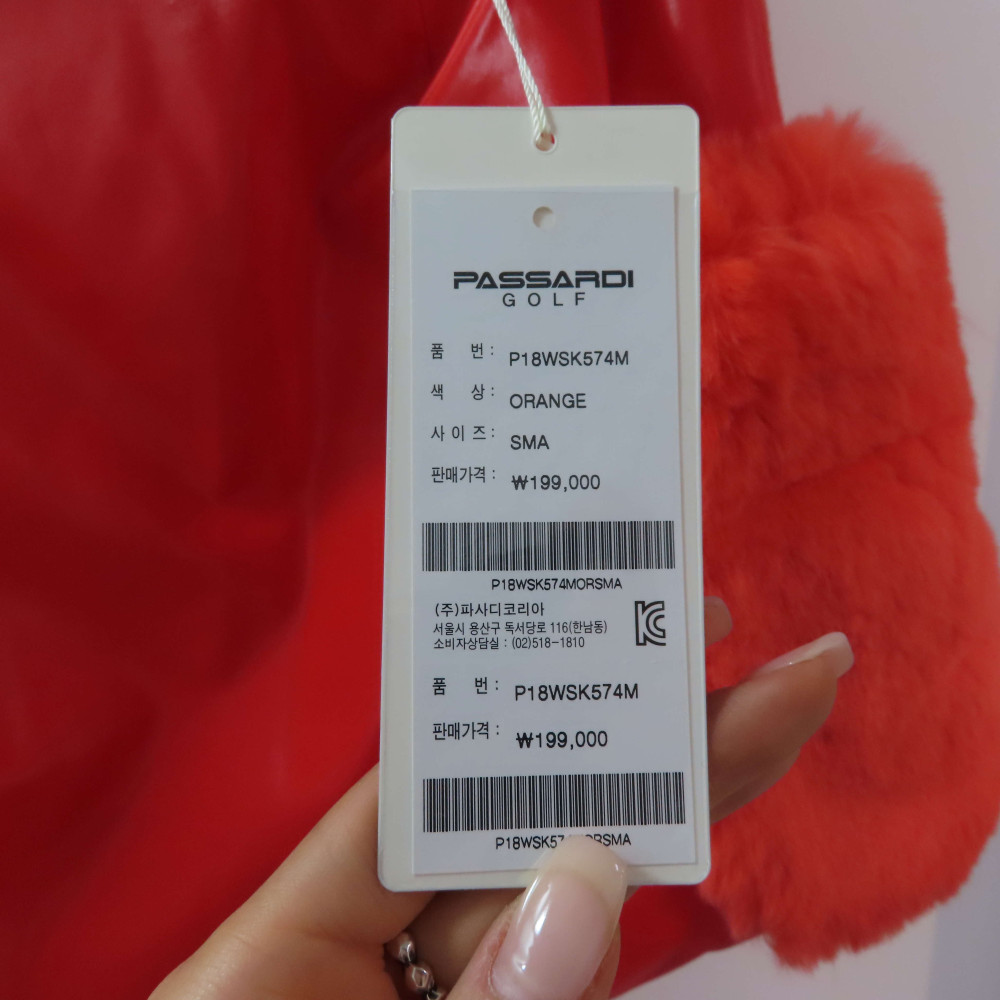 PASSARDI
GOLF
품 번 : P18WSK574M
색 상 : ORANGE
사 이 즈 : SMA
판매가격 : ₩199,000
P18WSK574MORSMA
(주)파사디코리아
서울시 용산구 독서당로 116(한남동)
소비자상담실 : (02)518-1810
KC
품 번 : P18WSK574M
판매가격 : ₩199,000